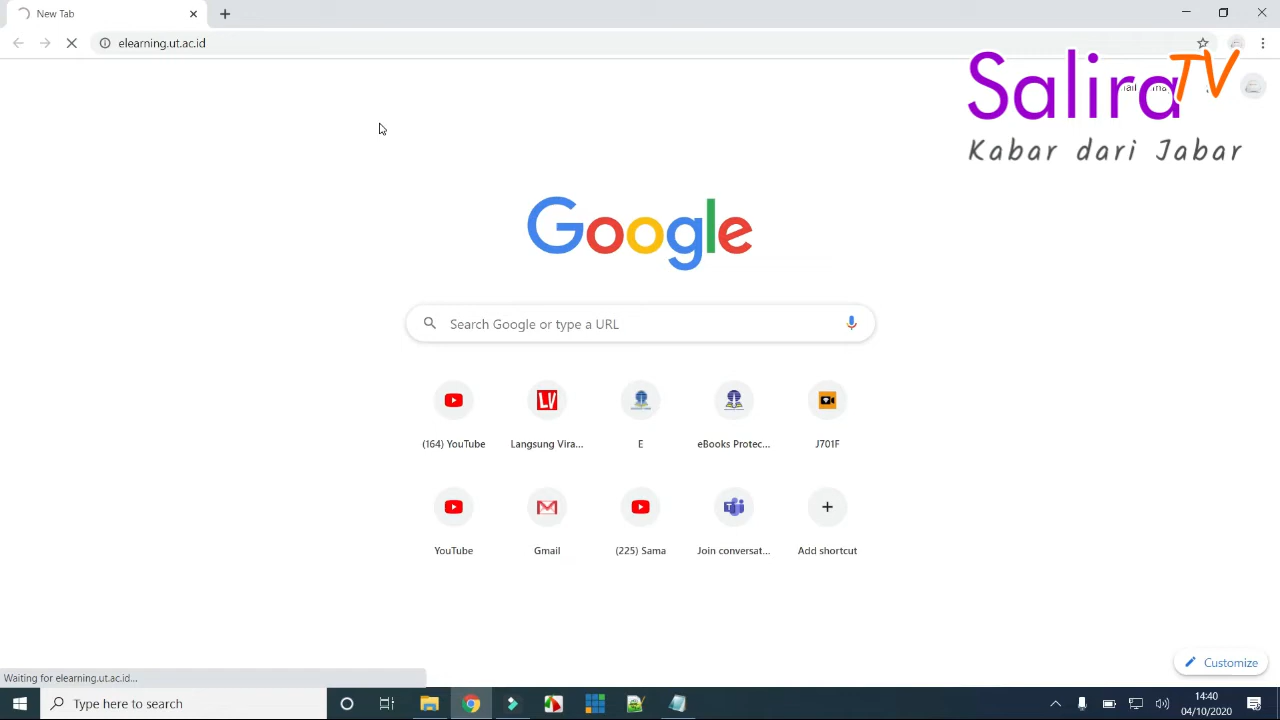 New Tab
elearning.ut.ac.id
Salira TV
Kabar dari Jabar
Google
Search Google or type a URL
(164) YouTube
Langsung Vira...
E
eBooks Protec...
J701F
YouTube
Gmail
(225) Sama
Join conversat...
Add shortcut
Customize
Waiting for elearning.ut.ac.id...
Type here to search
14:40
04/10/2020